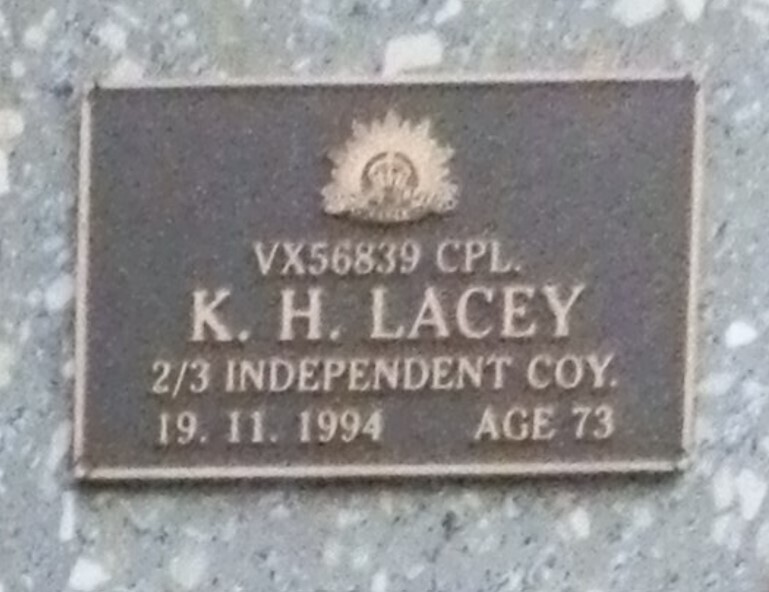 VX56839 CPL.
K. H. LACEY
2/3 INDEPENDENT COY.
19. 11. 1994 AGE 73